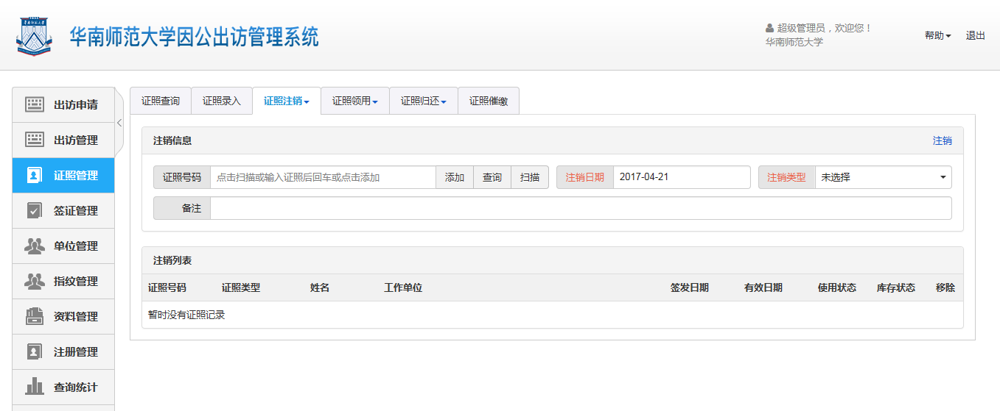 华南师范大学因公出访管理系统
超级管理员，欢迎您！
华南师范大学
帮助 退出
出访申请
出访管理
证照管理
签证管理
单位管理
指纹管理
资料管理
注册管理
查询统计
证照查询 证照录入 证照注销 证照领用 证照归还 证照催缴
注销信息 注销
证照号码 点击扫描或输入证照后回车或点击添加 添加 查询 扫描 注销日期 2017-04-21 注销类型 未选择
备注
注销列表
证照号码 证照类型 姓名 工作单位 签发日期 有效日期 使用状态 库存状态 移除
暂时没有证照记录